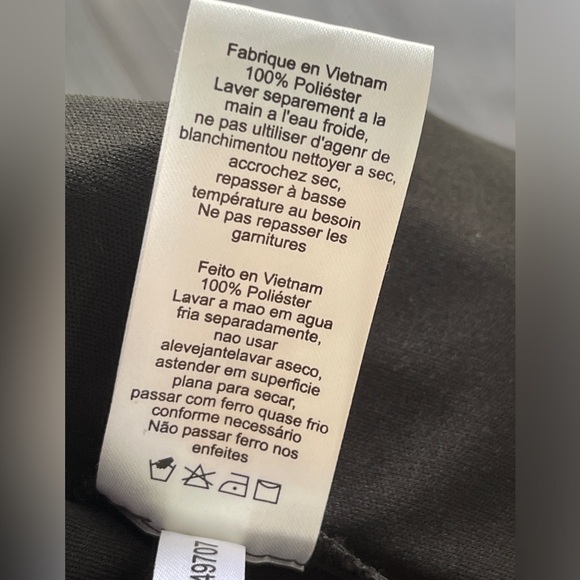 Fabrique en Vietnam
100% Poliéster
Laver separement a la
main a l'eau froide,
ne pas ultiliser d'agenr de
blanchimentou nettoyer a sec,
accrochez sec,
repasser à basse
température au besoin
Ne pas repasser les
garnitures
Feito en Vietnam
100% Poliéster
Lavar a mao em agua
fria separadamente,
nao usar
alevejantelavar aseco,
astender em superficie
plana para secar,
passar com ferro quase frio
conforme necessário
Não passar ferro nos
enfeites
49707